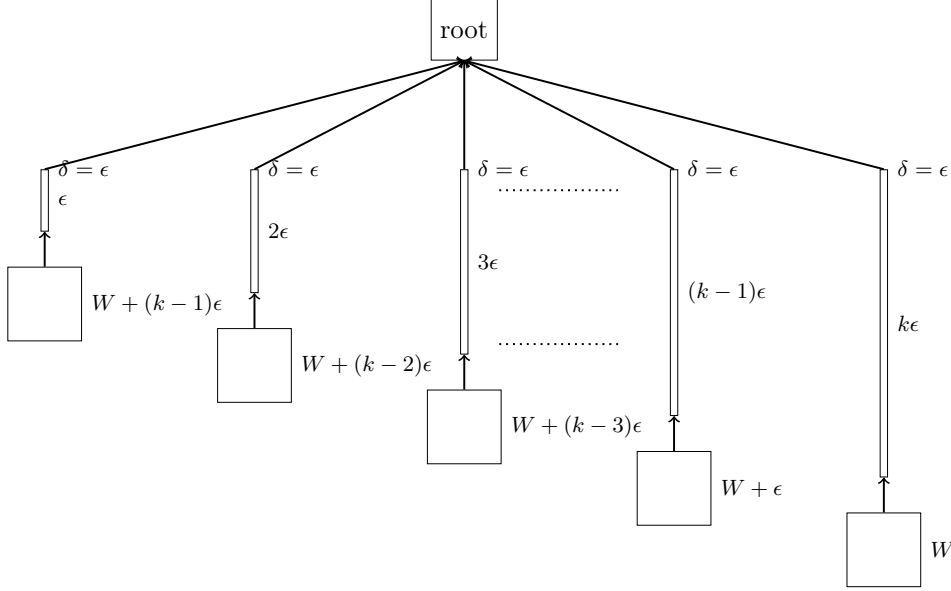 root
δ = ϵ
δ = ϵ
δ = ϵ
δ = ϵ
δ = ϵ
ϵ
2ϵ
3ϵ
(k − 1)ϵ
kϵ
W + (k − 1)ϵ
W + (k − 2)ϵ
W + (k − 3)ϵ
W + ϵ
W